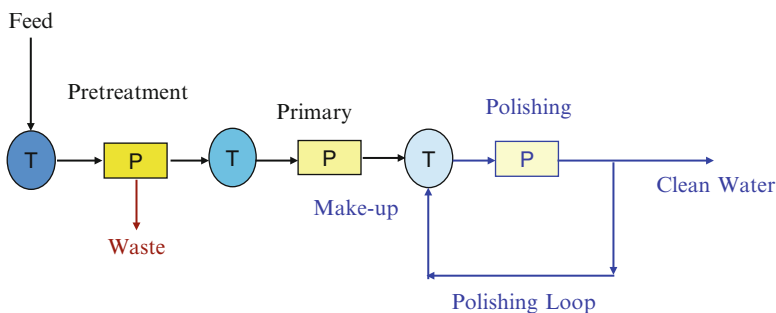 Feed
Pretreatment
Primary
Polishing
T
P
T
P
T
P
Make-up
Clean Water
Waste
Polishing Loop